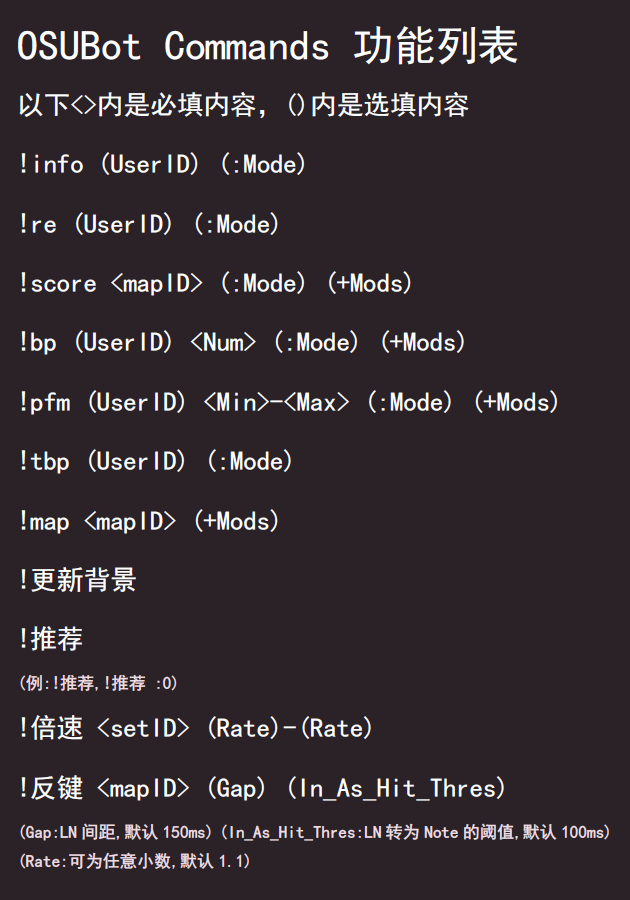 OSUBot Commands 功能列表
以下<>内是必填内容，()内是选填内容
!info (UserID) (:Mode)
!re (UserID) (:Mode)
!score <mapID> (:Mode) (+Mods)
!bp (UserID) <Num> (:Mode) (+Mods)
!pfm (UserID) <Min>-<Max> (:Mode) (+Mods)
!tbp (UserID) (:Mode)
!map <mapID> (+Mods)
!更新背景
!推荐
(例:!推荐,!推荐 :0)
!倍速 <setID> (Rate)-(Rate)
!反键 <mapID> (Gap) (In_As_Hit_Thres)
(Gap:LN 间距,默认 150ms) (In_As_Hit_Thres:LN 转为 Note 的阈值,默认 100ms)
(Rate:可为任意小数,默认 1.1)